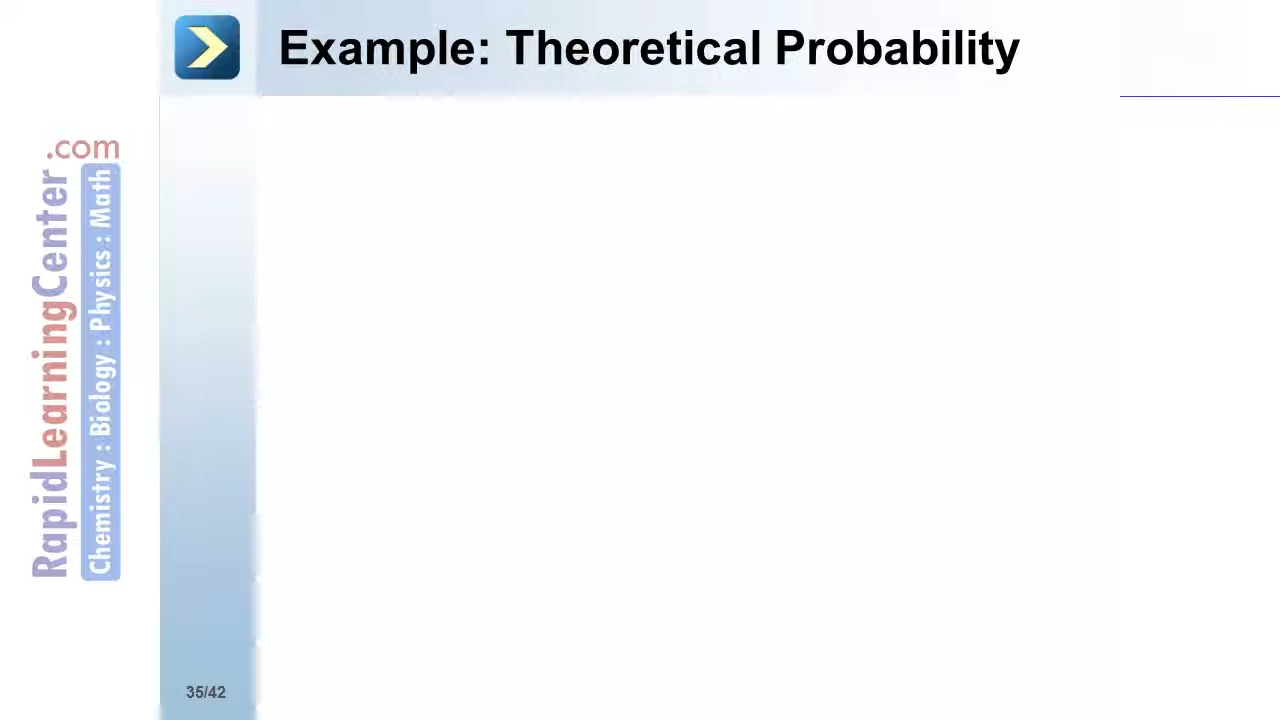 Example: Theoretical Probability
RapidLearningCenter.com
Chemistry : Biology : Physics : Math
35/42